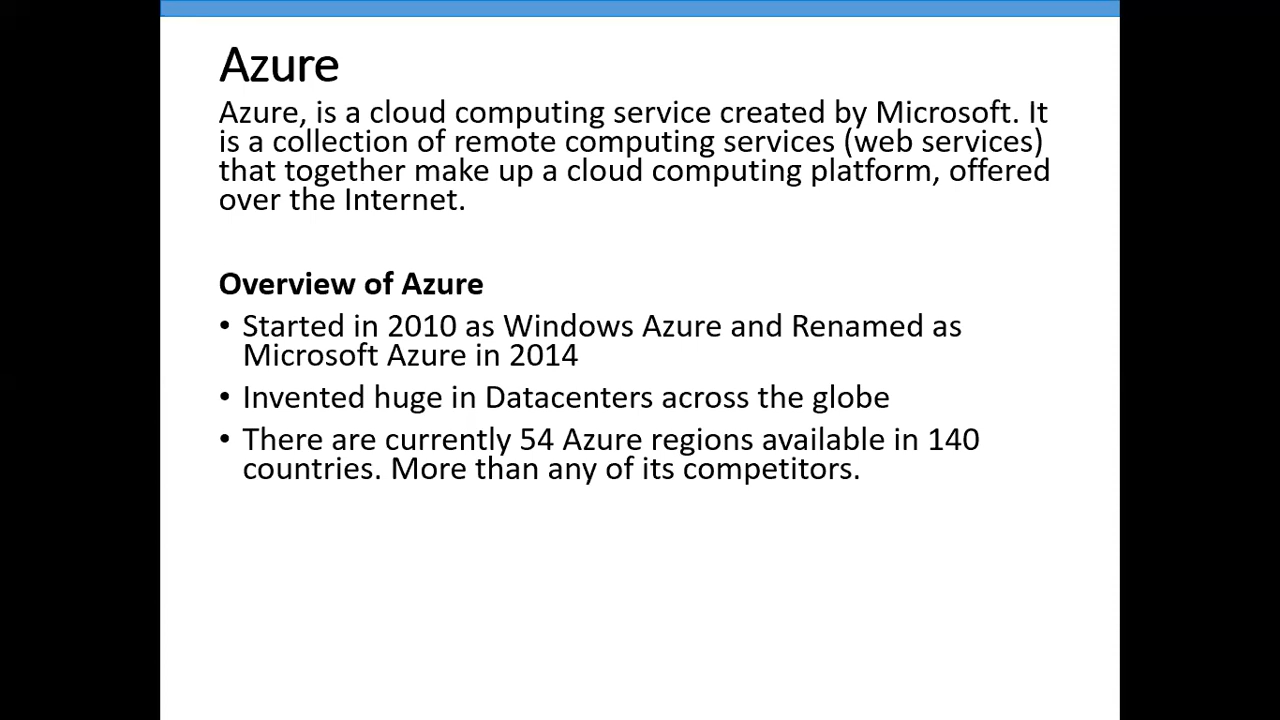 Azure
Azure, is a cloud computing service created by Microsoft. It
is a collection of remote computing services (web services)
that together make up a cloud computing platform, offered
over the Internet.
Overview of Azure
• Started in 2010 as Windows Azure and Renamed as
Microsoft Azure in 2014
• Invented huge in Datacenters across the globe
• There are currently 54 Azure regions available in 140
countries. More than any of its competitors.